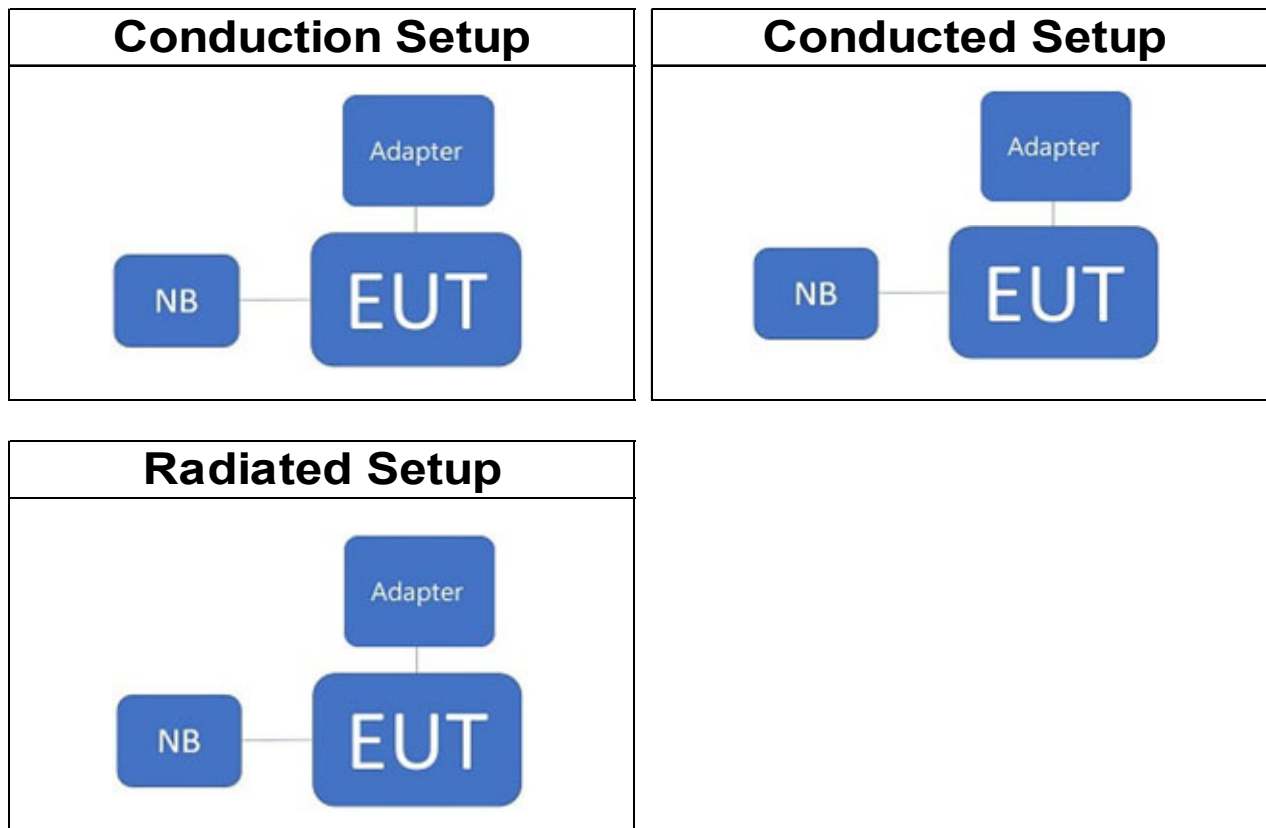 Conduction Setup
Adapter
NB
EUT
Conducted Setup
Adapter
NB
EUT
Radiated Setup
Adapter
NB
EUT